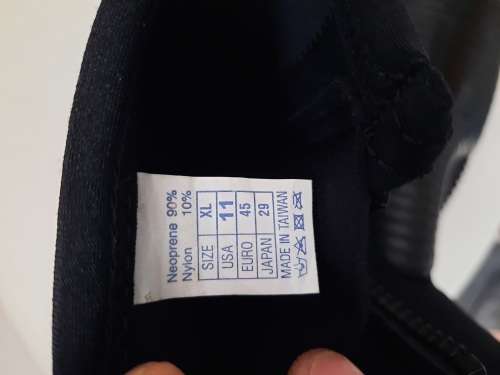 Neoprene 90%
Nylon 10%
SIZE XL
USA 11
EURO 45
JAPAN 29
MADE IN TAIWAN